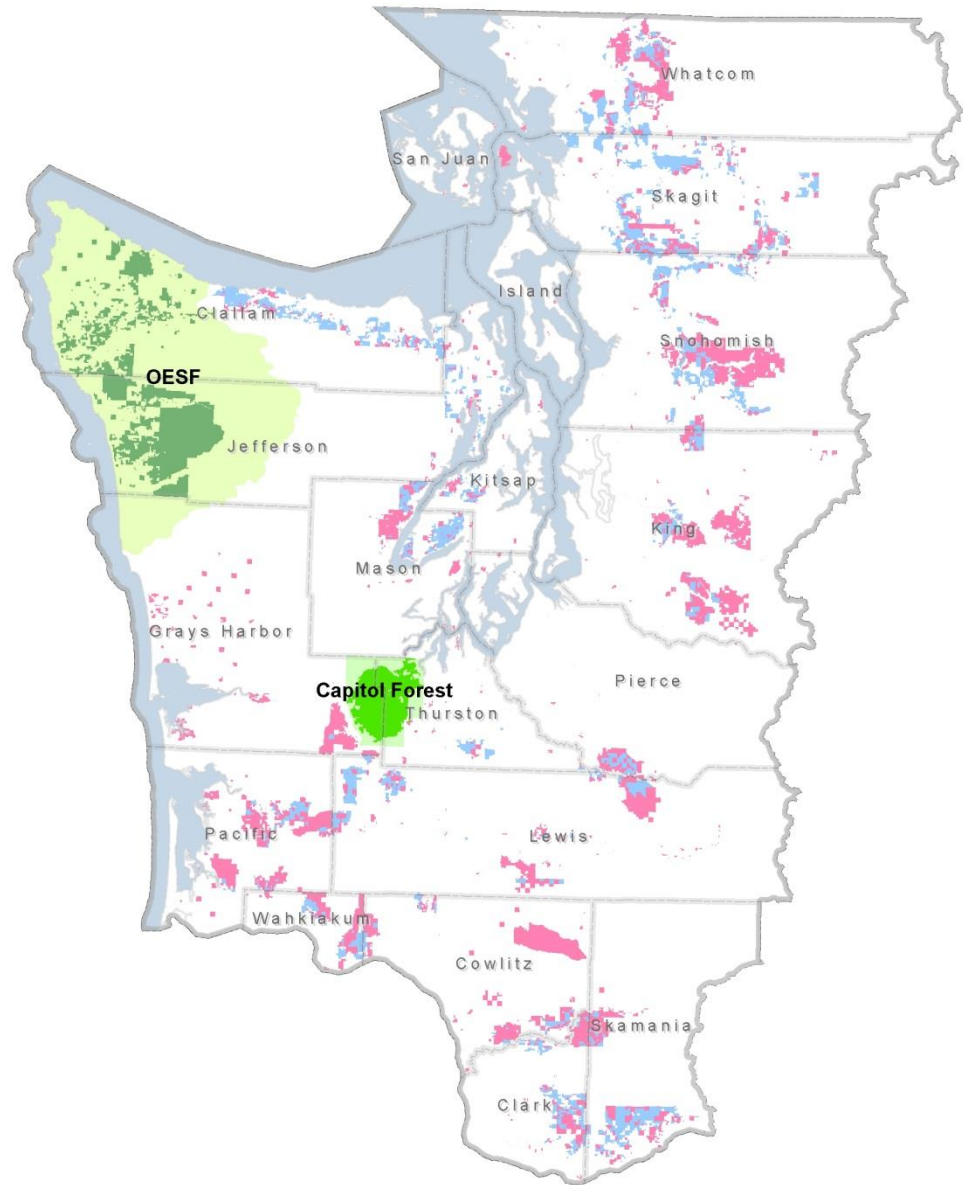 Whatcom
San Juan
Skagit
Island
Clallam
Snohomish
OESF
Jefferson
Kitsap
King
Mason
Grays Harbor
Pierce
Capitol Forest
Thurston
Lewis
Pacific
Wahkiakum
Cowlitz
Skamania
Clark